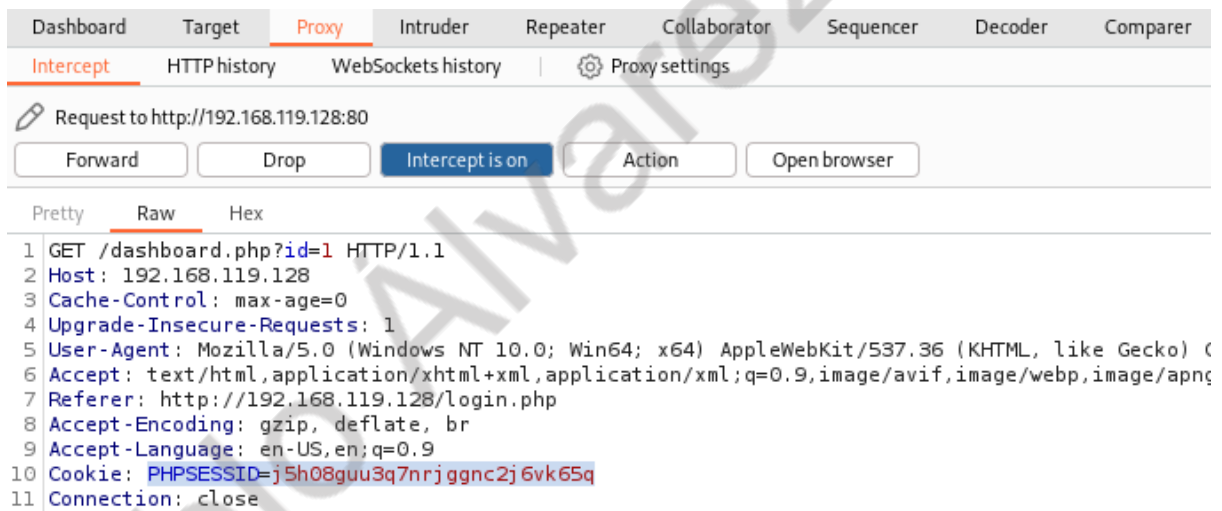 Dashboard Target Proxy Intruder Repeater Collaborator Sequencer Decoder Comparer
Intercept HTTP history WebSockets history Proxy settings
Request to http://192.168.119.128:80
Forward Drop Intercept is on Action Open browser
Pretty Raw Hex
1 GET /dashboard.php?id=1 HTTP/1.1
2 Host: 192.168.119.128
3 Cache-Control: max-age=0
4 Upgrade-Insecure-Requests: 1
5 User-Agent: Mozilla/5.0 (Windows NT 10.0; Win64; x64) AppleWebKit/537.36 (KHTML, like Gecko)
6 Accept: text/html,application/xhtml+xml,application/xml;q=0.9,image/avif,image/webp,image/apng
7 Referer: http://192.168.119.128/login.php
8 Accept-Encoding: gzip, deflate, br
9 Accept-Language: en-US,en;q=0.9
10 Cookie: PHPSESSID=j5h08guu3q7nrjggnc2j6vk65q
11 Connection: close
Álvarez